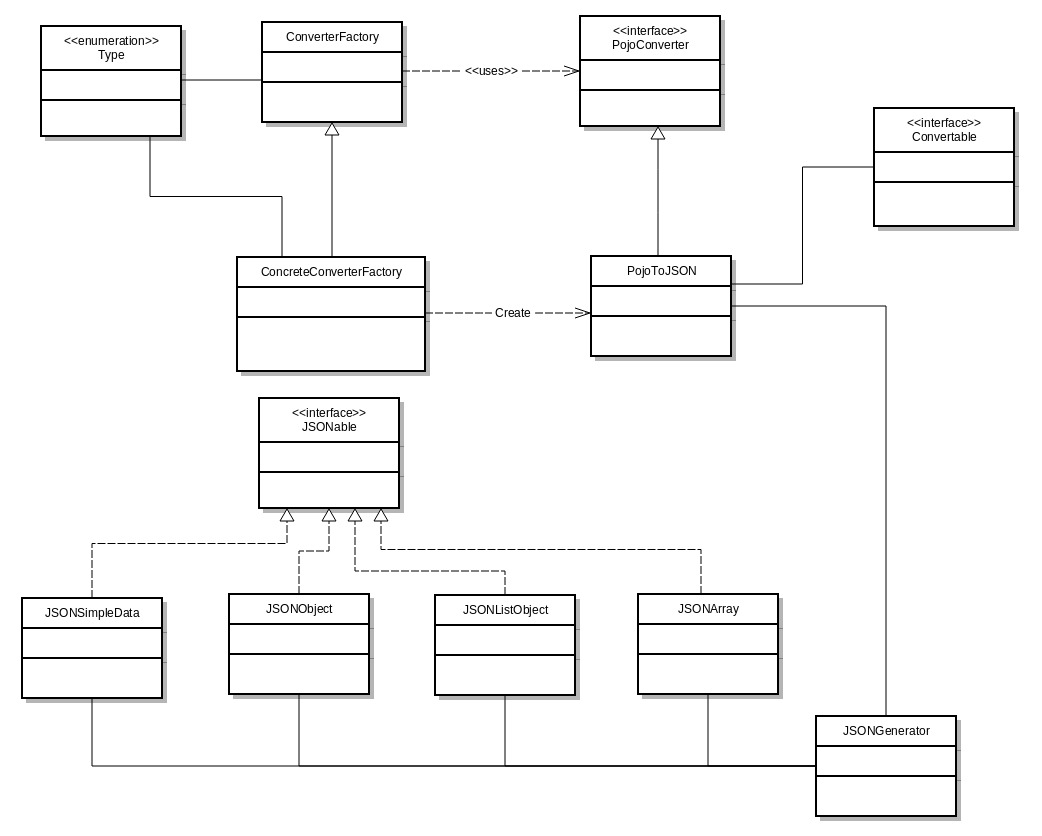 <<enumeration>>
Type
ConverterFactory
<<uses>>
<<interface>>
PojoConverter
<<interface>>
Convertable
ConcreteConverterFactory
Create
PojoToJSON
<<interface>>
JSONable
JSONSimpleData
JSONObject
JSONListObject
JSONArray
JSONGenerator